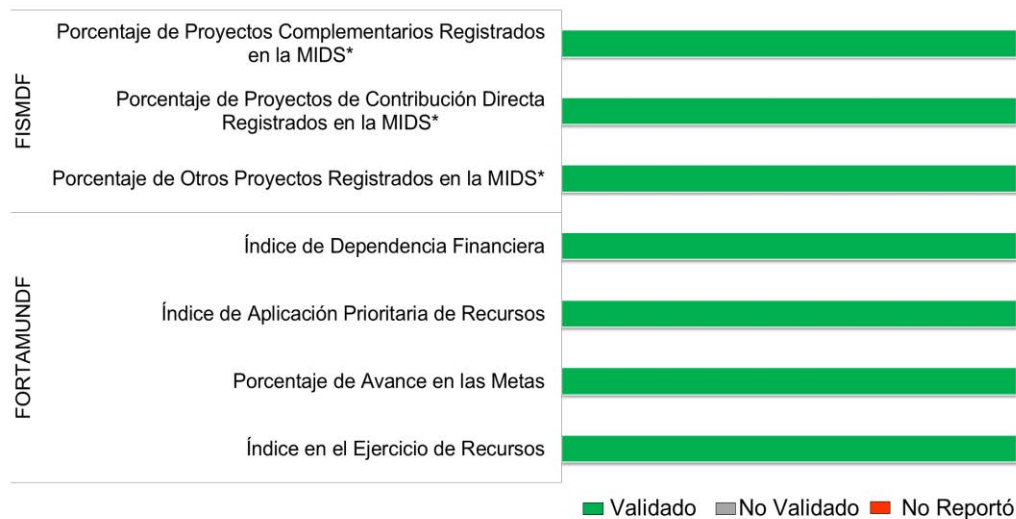 FISMDF
Porcentaje de Proyectos Complementarios Registrados
en la MIDS*
Porcentaje de Proyectos de Contribución Directa
Registrados en la MIDS*
Porcentaje de Otros Proyectos Registrados en la MIDS*
FORTAMUNDF
Índice de Dependencia Financiera
Índice de Aplicación Prioritaria de Recursos
Porcentaje de Avance en las Metas
Índice en el Ejercicio de Recursos
Validado No Validado No Reportó